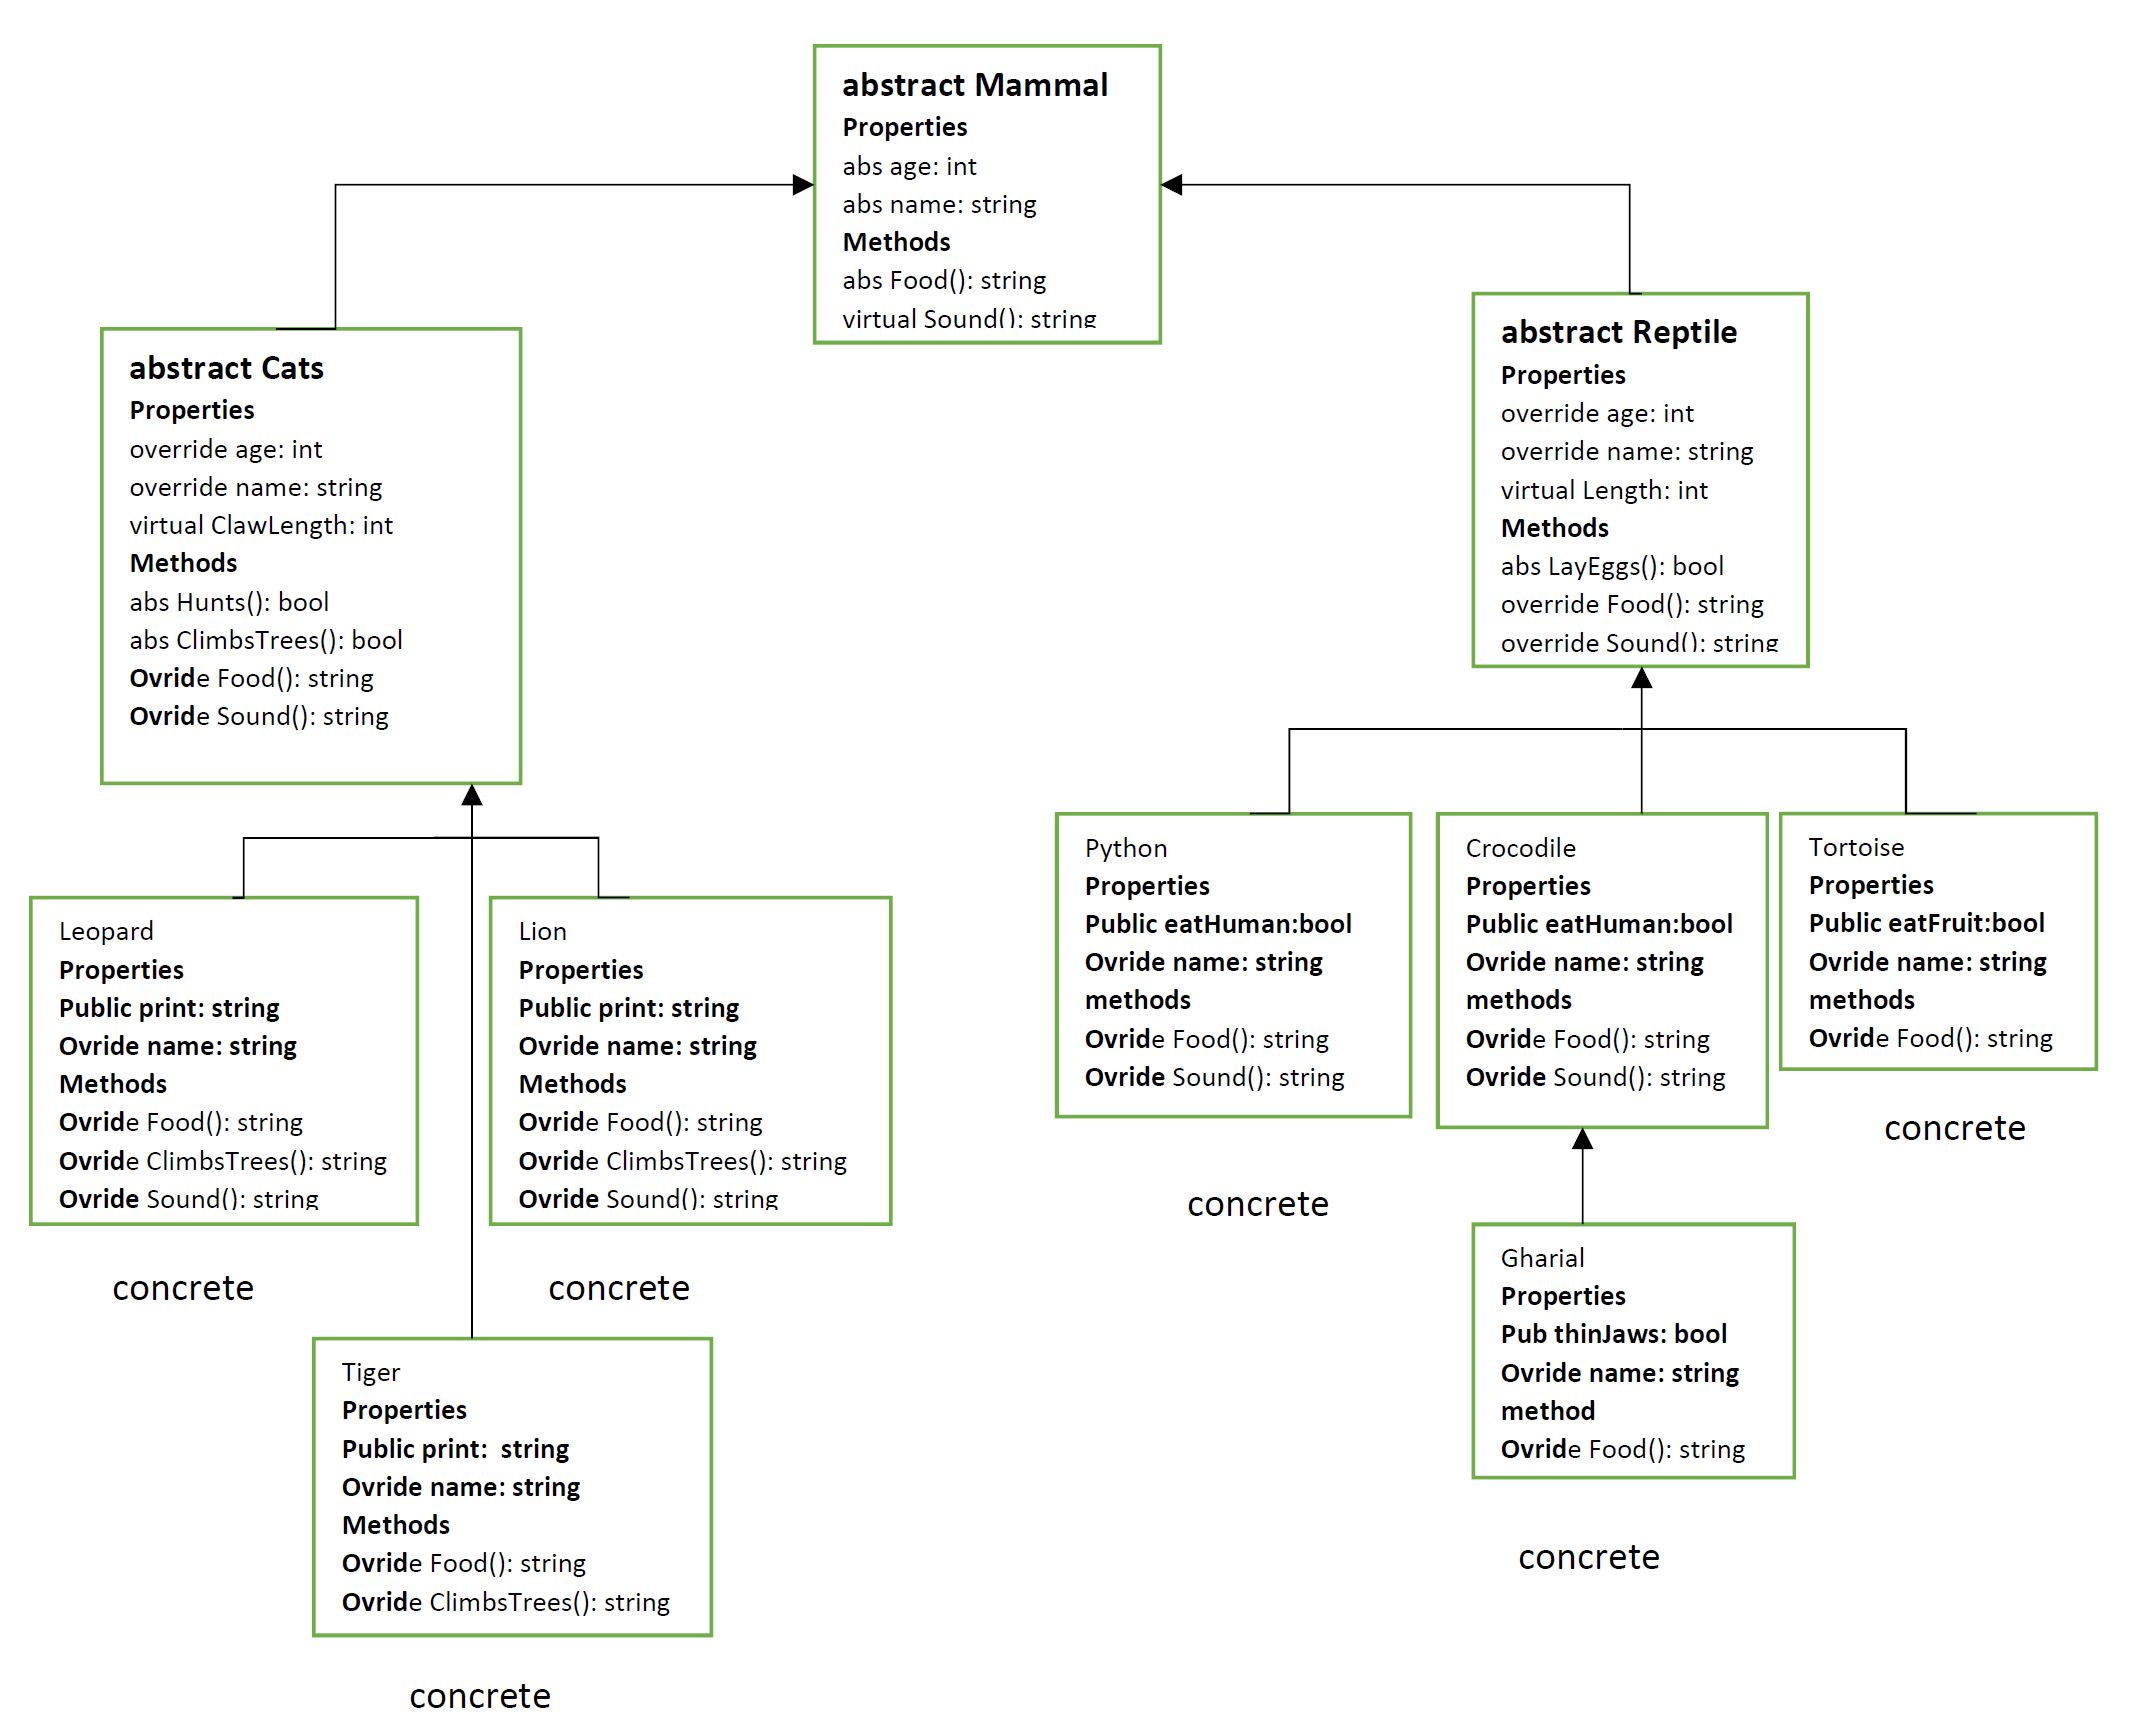 abstract Mammal
Properties
abs age: int
abs name: string
Methods
abs Food(): string
virtual Sound(): string
abstract Cats
Properties
override age: int
override name: string
virtual ClawLength: int
Methods
abs Hunts(): bool
abs ClimbsTrees(): bool
Ovride Food(): string
Ovride Sound(): string
abstract Reptile
Properties
override age: int
override name: string
virtual Length: int
Methods
abs LayEggs(): bool
override Food(): string
override Sound(): string
Leopard
Properties
Public print: string
Ovride name: string
Methods
Ovride Food(): string
Ovride ClimbsTrees(): string
Ovride Sound(): string
concrete
Lion
Properties
Public print: string
Ovride name: string
Methods
Ovride Food(): string
Ovride ClimbsTrees(): string
Ovride Sound(): string
concrete
Tiger
Properties
Public print:  string
Ovride name: string
Methods
Ovride Food(): string
Ovride ClimbsTrees(): string
concrete
Python
Properties
Public eatHuman:bool
Ovride name: string
methods
Ovride Food(): string
Ovride Sound(): string
concrete
Crocodile
Properties
Public eatHuman:bool
Ovride name: string
methods
Ovride Food(): string
Ovride Sound(): string
Tortoise
Properties
Public eatFruit:bool
Ovride name: string
methods
Ovride Food(): string
concrete
Gharial
Properties
Pub thinJaws: bool
Ovride name: string
method
Ovride Food(): string
concrete